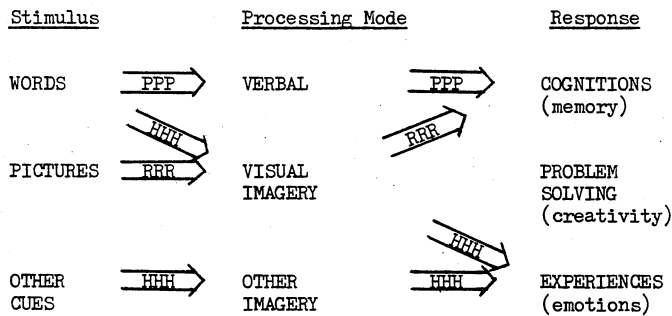 Stimulus Processing Mode Response
WORDS PPP VERBAL PPP COGNITIONS
(memory)
HHH RRR
PICTURES RRR VISUAL PROBLEM
IMAGERY SOLVING
(creativity)
HHH
OTHER HHH OTHER HHH EXPERIENCES
CUES IMAGERY (emotions)